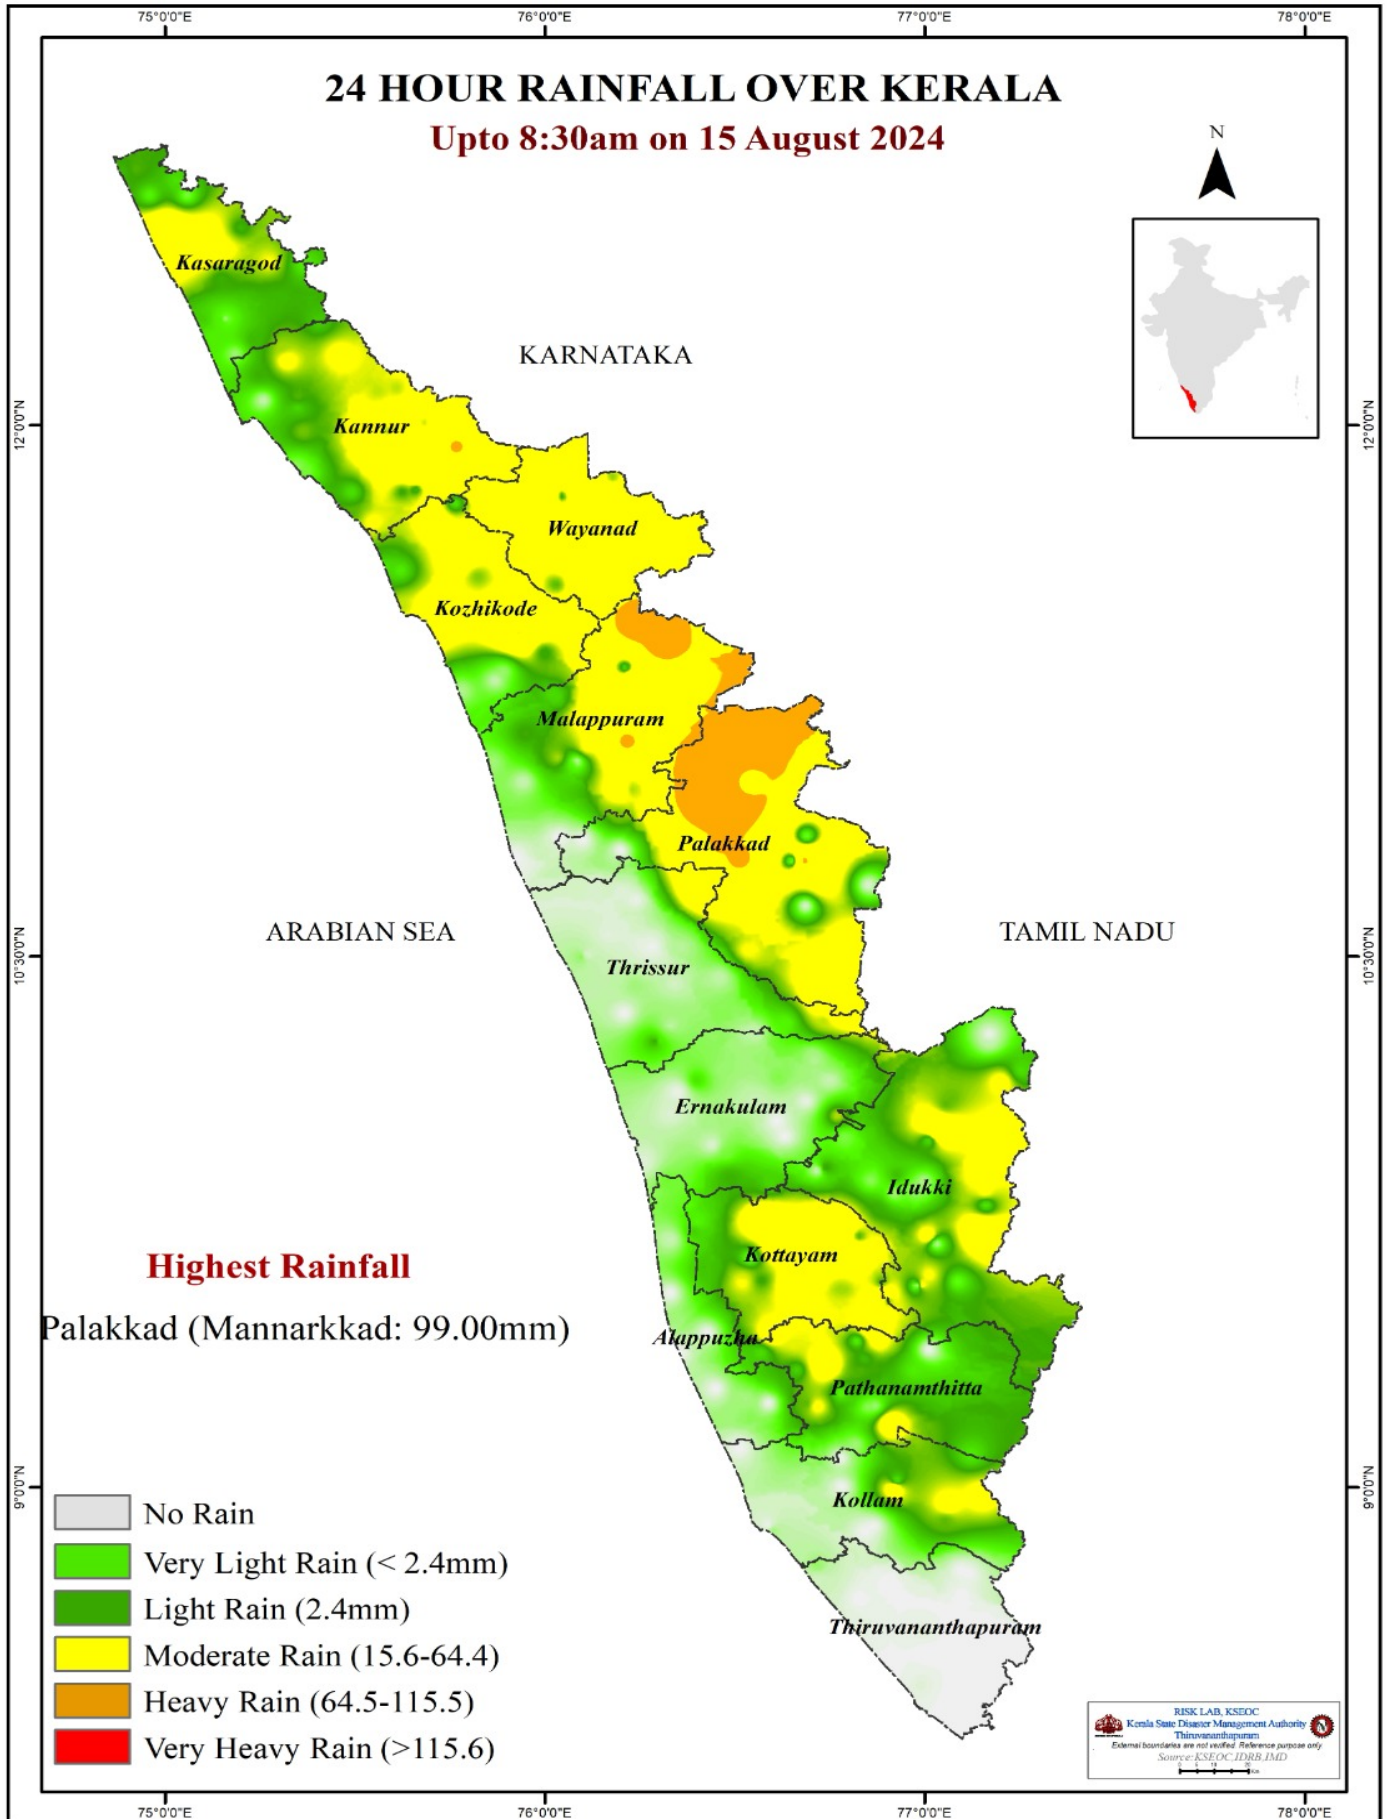 75°0'0"E
76°0'0"E
77°0'0"E
78°0'0"E
24 HOUR RAINFALL OVER KERALA
Upto 8:30am on 15 August 2024
N
Kasaragod
KARNATAKA
12°0'0"N
12°0'0"N
Kannur
Wayanad
Kozhikode
Malappuram
Palakkad
ARABIAN SEA
TAMIL NADU
10°30'0"N
10°30'0"N
Thrissur
Ernakulam
Idukki
Kottayam
Highest Rainfall
Palakkad (Mannarkkad: 99.00mm)
Alappuzha
Pathanamthitta
9°0'0"N
9°0'0"N
Kollam
Thiruvananthapuram
No Rain
Very Light Rain (< 2.4mm)
Light Rain (2.4mm)
Moderate Rain (15.6-64.4)
Heavy Rain (64.5-115.5)
Very Heavy Rain (>115.6)
RISK LAB, KSEOC
Kerala State Disaster Management Authority
Thiruvananthapuram
External boundaries are not verified. Reference purpose only
Source:KSEOC,IDRB,IMD
75°0'0"E
76°0'0"E
77°0'0"E
78°0'0"E